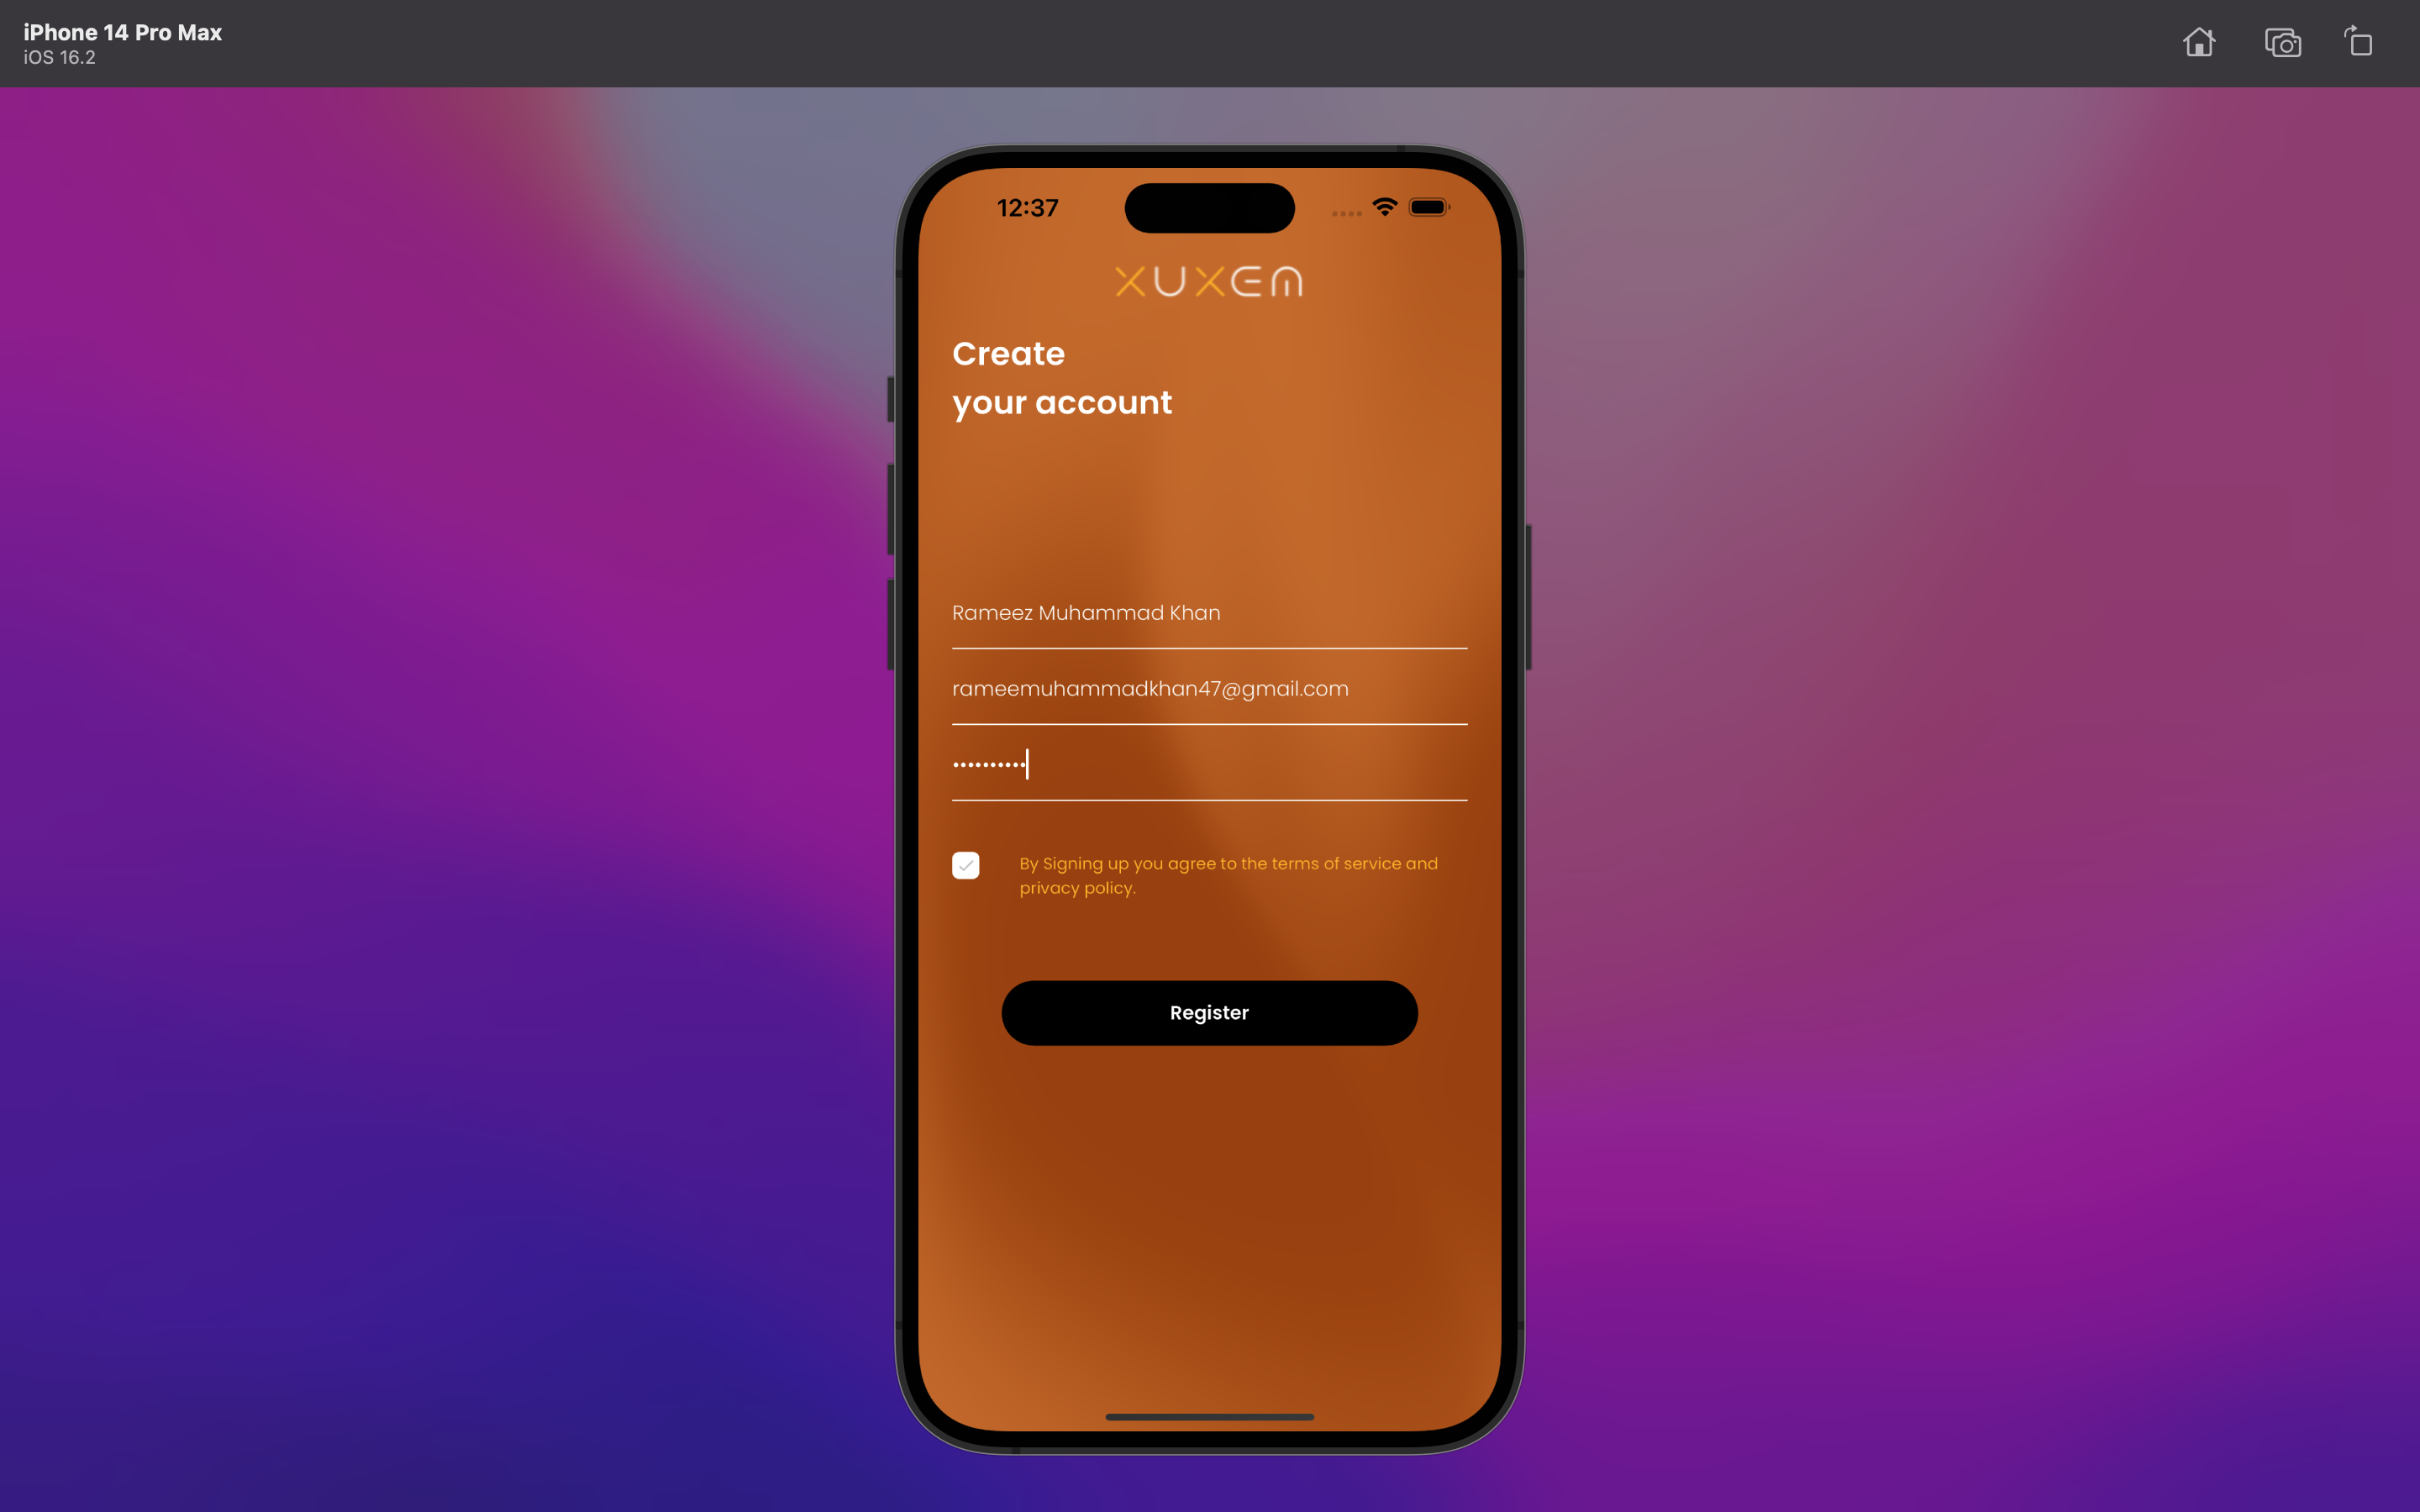 iPhone 14 Pro Max
iOS 16.2
12:37
XUXEM
Create
your account
Rameez Muhammad Khan
rameemuhammadkhan47@gmail.com
••••••••••
By Signing up you agree to the terms of service and
privacy policy.
Register